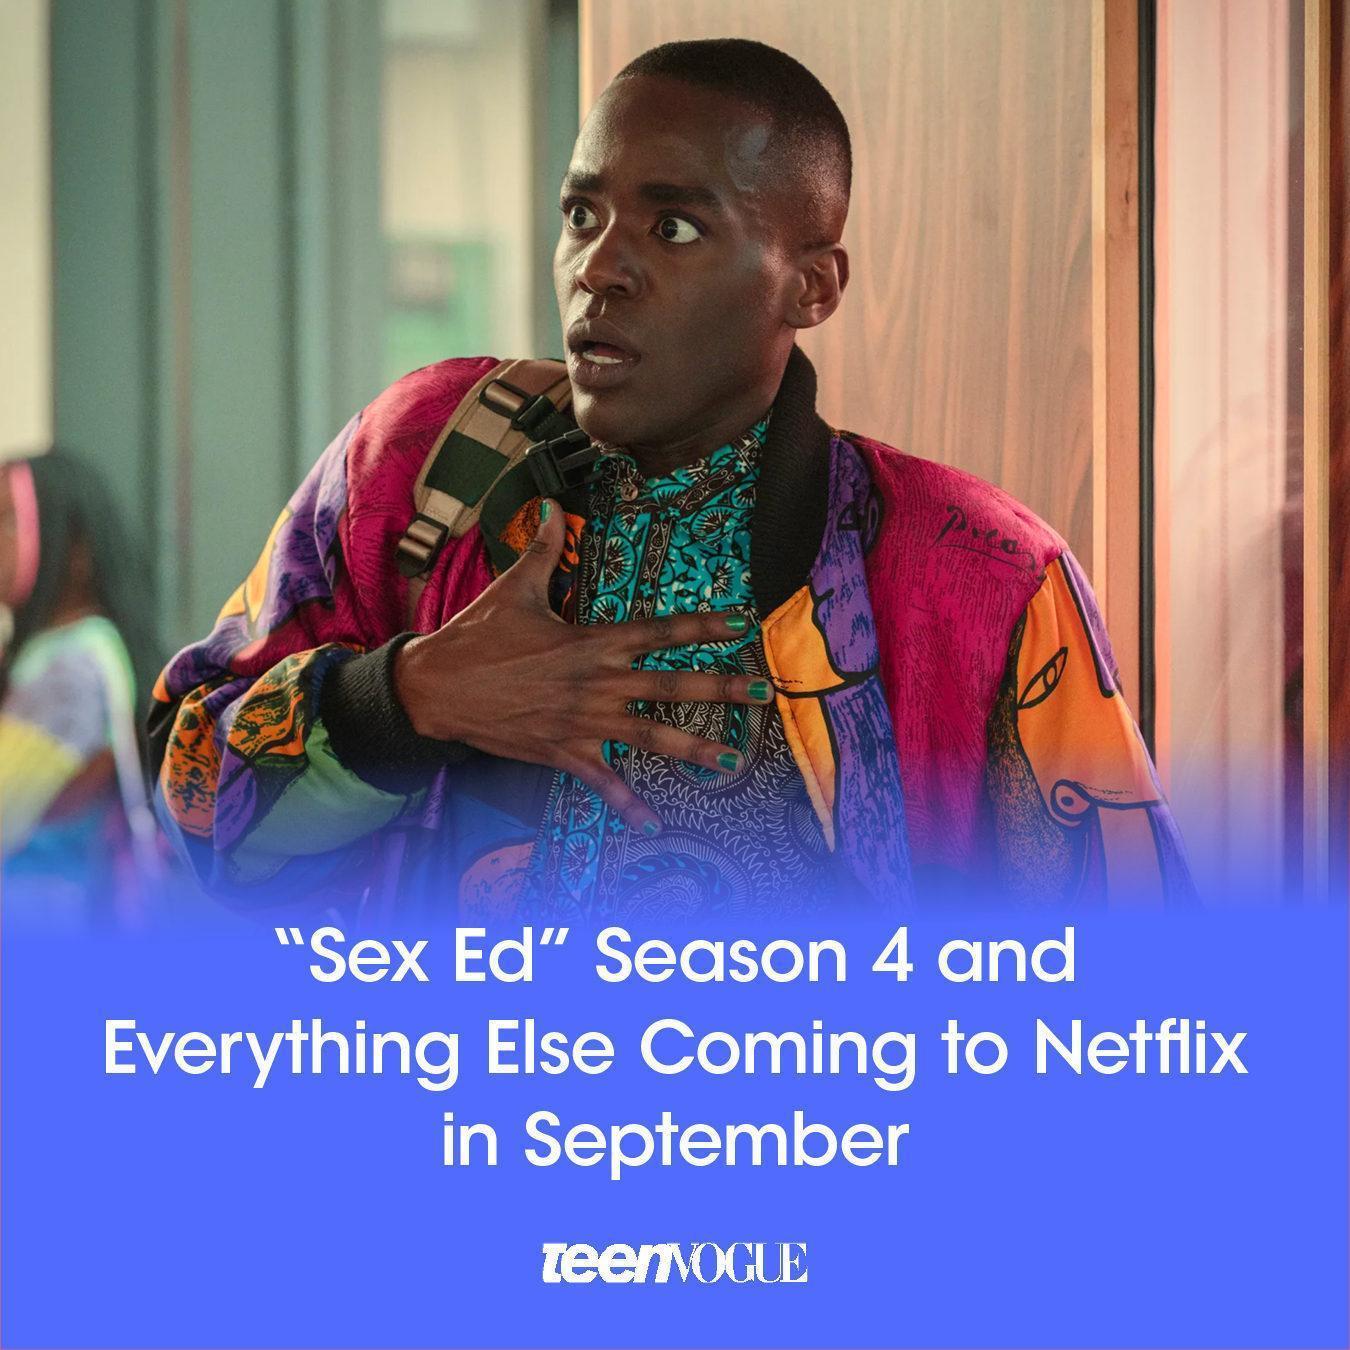 “Sex Ed” Season 4 and
Everything Else Coming to Netflix
in September
teenVOGUE